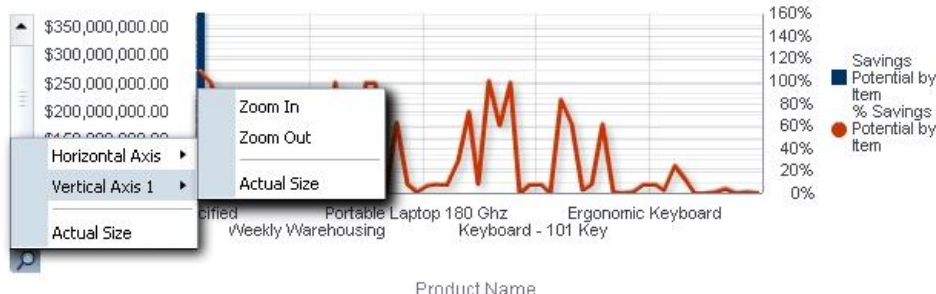 $350,000,000.00
$300,000,000.00
$250,000,000.00
$200,000,000.00
Horizontal Axis
Vertical Axis 1
Actual Size
Zoom In
Zoom Out
Actual Size
160%
140%
120%
100%
80%
60%
40%
20%
0%
Savings
Potential by
Item
% Savings
Potential by
Item
Portable Laptop 180 Ghz
Ergonomic Keyboard
Weekly Warehousing
Keyboard - 101 Key
Product Name